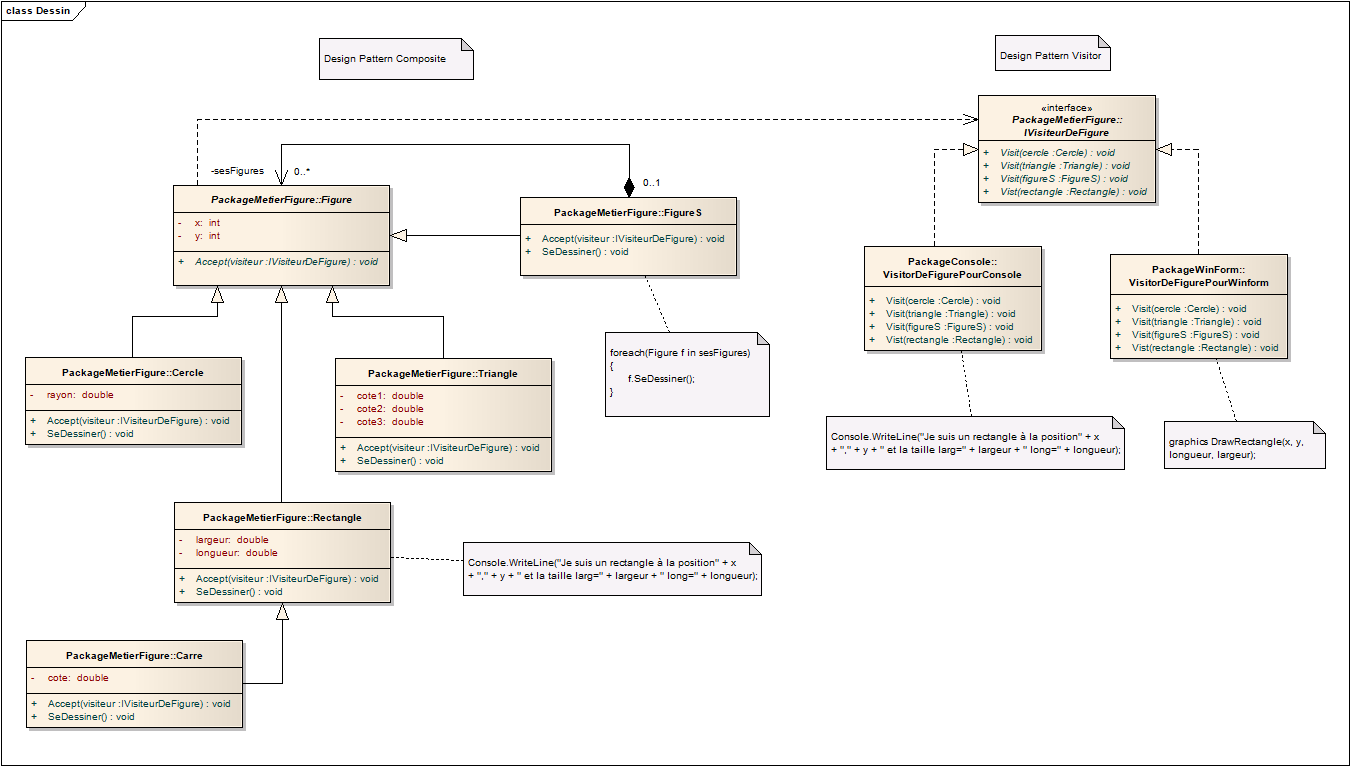 class Dessin
Design Pattern Composite
Design Pattern Visitor
«interface»
PackageMetierFigure::
IVisiteurDeFigure
+ Visit(cercle :Cercle) : void
+ Visit(triangle :Triangle) : void
+ Visit(figureS :FigureS) : void
+ Vist(rectangle :Rectangle) : void
-sesFigures
0..*
0..1
PackageMetierFigure::Figure
- x: int
- y: int
+ Accept(visiteur :IVisiteurDeFigure) : void
PackageMetierFigure::FigureS
+ Accept(visiteur :IVisiteurDeFigure) : void
+ SeDessiner() : void
PackageConsole::
VisitorDeFigurePourConsole
+ Visit(cercle :Cercle) : void
+ Visit(triangle :Triangle) : void
+ Visit(figureS :FigureS) : void
+ Vist(rectangle :Rectangle) : void
PackageWinForm::
VisitorDeFigurePourWinform
+ Visit(cercle :Cercle) : void
+ Visit(triangle :Triangle) : void
+ Visit(figureS :FigureS) : void
+ Vist(rectangle :Rectangle) : void
foreach(Figure f in sesFigures)
{
f.SeDessiner();
}
PackageMetierFigure::Cercle
- rayon: double
+ Accept(visiteur :IVisiteurDeFigure) : void
+ SeDessiner() : void
PackageMetierFigure::Triangle
- cote1: double
- cote2: double
- cote3: double
+ Accept(visiteur :IVisiteurDeFigure) : void
+ SeDessiner() : void
Console.WriteLine("Je suis un rectangle à la position" + x
+ "," + y + " et la taille larg=" + largeur + " long=" + longueur);
graphics DrawRectangle(x, y,
longueur, largeur);
PackageMetierFigure::Rectangle
- largeur: double
- longueur: double
+ Accept(visiteur :IVisiteurDeFigure) : void
+ SeDessiner() : void
Console.WriteLine("Je suis un rectangle à la position" + x
+ "," + y + " et la taille larg=" + largeur + " long=" + longueur);
PackageMetierFigure::Carre
- cote: double
+ Accept(visiteur :IVisiteurDeFigure) : void
+ SeDessiner() : void